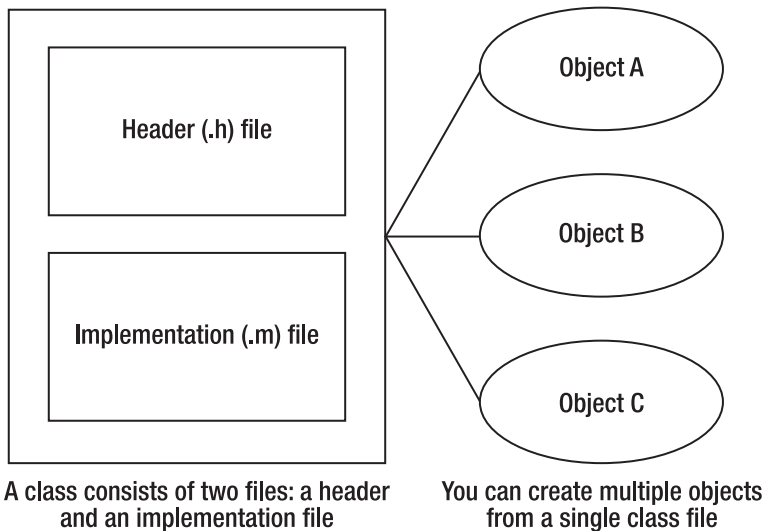 Header (.h) file
Implementation (.m) file
Object A
Object B
Object C
A class consists of two files: a header
and an implementation file
You can create multiple objects
from a single class file